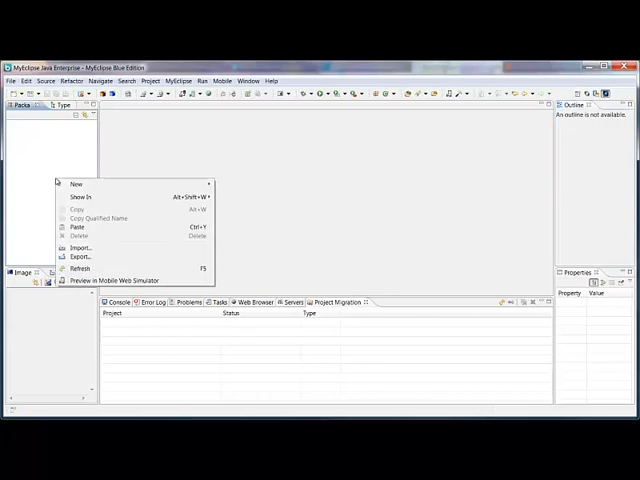 MyEclipse Java Enterprise - MyEclipse Blue Edition
File Edit Source Refactor Navigate Search Project MyEclipse Run Mobile Window Help
Packa Type
Outline
An outline is not available.
New
Show In Alt+Shift+W
Copy Alt+W
Copy Qualified Name
Paste Ctrl+Y
Delete Delete
Import...
Export...
Refresh F5
Preview in Mobile Web Simulator
Image
Properties
Property Value
Console Error Log Problems Tasks Web Browser Servers Project Migration
Project Status Type